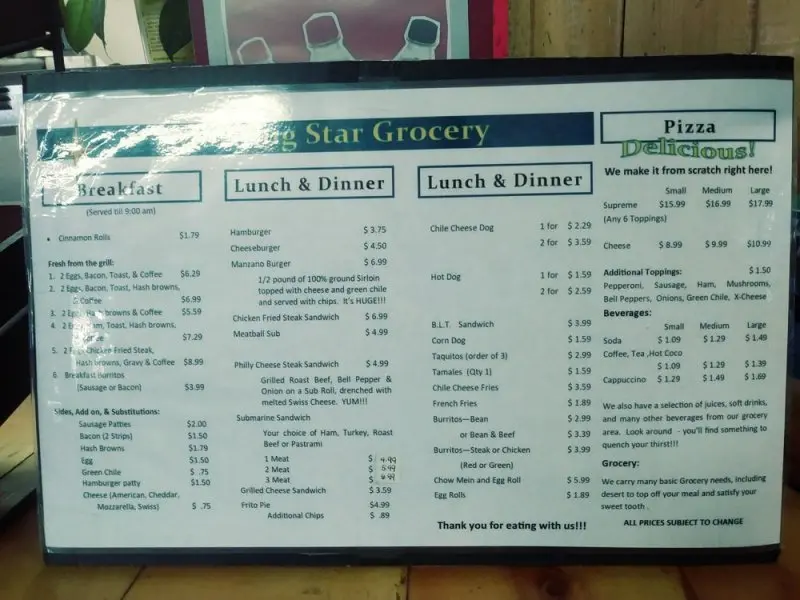 Star Grocery
Breakfast
(Served till 9:00 am)
• Cinnamon Rolls $1.79
Fresh from the grill:
1. 2 Eggs, Bacon, Toast, & Coffee $6.29
2. 2 Eggs, Bacon, Toast, Hash browns,
& Coffee $6.99
3. 2 Eggs, Hash browns & Coffee $5.59
4. 2 Eggs, Ham, Toast, Hash browns,
Coffee $7.29
5. 2 Eggs, Chicken Fried Steak,
Hash browns, Gravy & Coffee $8.99
6. Breakfast Burritos
(Sausage or Bacon) $3.99
Sides, Add on, & Substitutions:
Sausage Patties $2.00
Bacon (2 Strips) $1.50
Hash Browns $1.79
Egg $1.50
Green Chile $ .75
Hamburger patty $1.50
Cheese (American, Cheddar,
Mozzarella, Swiss) $ .75
Lunch & Dinner
Hamburger $ 3.75
Cheeseburger $ 4.50
Manzano Burger $ 6.99
1/2 pound of 100% ground Sirloin
topped with cheese and green chile
and served with chips. It's HUGE!!!
Chicken Fried Steak Sandwich $ 6.99
Meatball Sub $ 4.99
Philly Cheese Steak Sandwich $ 4.99
Grilled Roast Beef, Bell Pepper &
Onion on a Sub Roll, drenched with
melted Swiss Cheese. YUM!!!
Submarine Sandwich
Your choice of Ham, Turkey, Roast
Beef or Pastrami
1 Meat $ 4.99
2 Meat $ 5.49
3 Meat $ 6.49
Grilled Cheese Sandwich $ 3.59
Frito Pie $4.99
Additional Chips $ .89
Lunch & Dinner
Chile Cheese Dog 1 for $ 2.29
2 for $ 3.59
Hot Dog 1 for $ 1.59
2 for $ 2.59
B.L.T. Sandwich $ 3.99
Corn Dog $ 1.59
Taquitos (order of 3) $ 2.99
Tamales (Qty 1) $ 1.59
Chile Cheese Fries $ 3.59
French Fries $ 1.89
Burritos—Bean $ 2.99
or Bean & Beef $ 3.39
Burritos—Steak or Chicken $ 3.99
(Red or Green)
Chow Mein and Egg Roll $ 5.99
Egg Rolls $ 1.89
Thank you for eating with us!!!
Pizza
Delicious!
We make it from scratch right here!
Small Medium Large
Supreme $15.99 $16.99 $17.99
(Any 6 Toppings)
Cheese $ 8.99 $ 9.99 $10.99
Additional Toppings: $ 1.50
Pepperoni, Sausage, Ham, Mushrooms,
Bell Peppers, Onions, Green Chile, X-Cheese
Beverages:
Small Medium Large
Soda $ 1.09 $ 1.29 $ 1.49
Coffee, Tea ,Hot Coco
$ 1.09 $ 1.29 $ 1.39
Cappuccino $ 1.29 $ 1.49 $ 1.69
We also have a selection of juices, soft drinks,
and many other beverages from our grocery
area. Look around - you'll find something to
quench your thirst!!!
Grocery:
We carry many basic Grocery needs, including
desert to top off your meal and satisfy your
sweet tooth .
ALL PRICES SUBJECT TO CHANGE